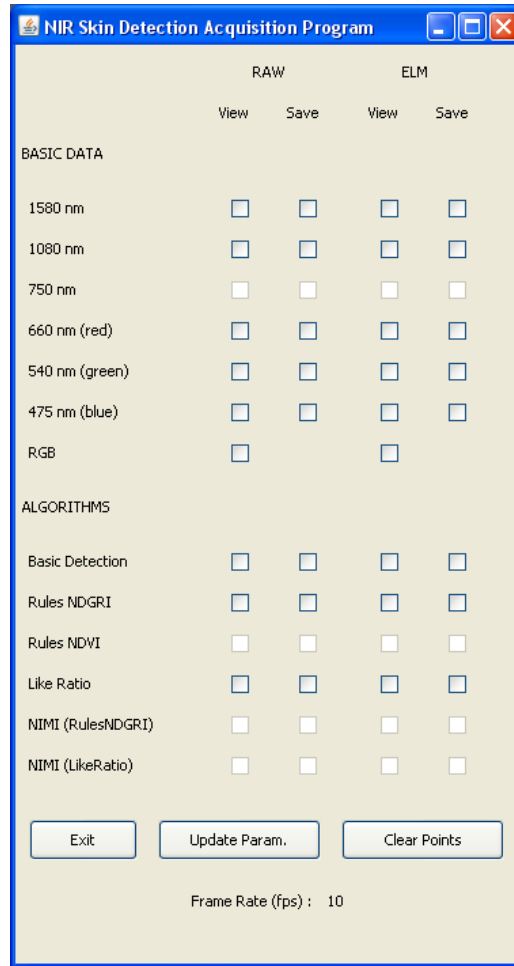 NIR Skin Detection Acquisition Program
RAW ELM
View Save View Save
BASIC DATA
1580 nm
1080 nm
750 nm
660 nm (red)
540 nm (green)
475 nm (blue)
RGB
ALGORITHMS
Basic Detection
Rules NDGRI
Rules NDVI
Like Ratio
NIMI (RulesNDGRI)
NIMI (LikeRatio)
Exit Update Param. Clear Points
Frame Rate (fps) : 10